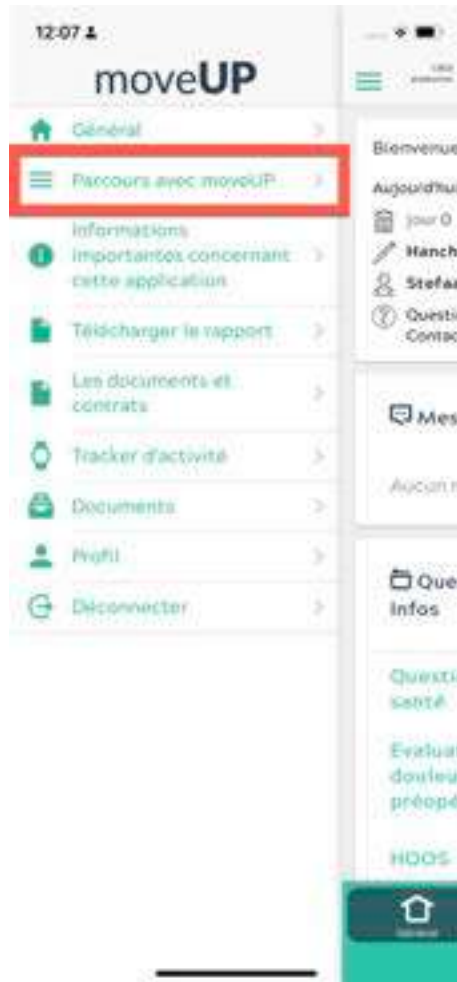 12:07
moveUP
Général
Parcours avec moveUP
Informations
importantes concernant
cette application
Télécharger le rapport
Les documents et
contrats
Tracker d'activité
Documents
Profil
Déconnecter
Bienvenue
Aujourd'hui
jour 0
Hanch
Stefaa
Questi
Contac
Mes
Aucun
Que
Infos
Questi
santé
Evaluat
douleu
préopé
HOOS
Général